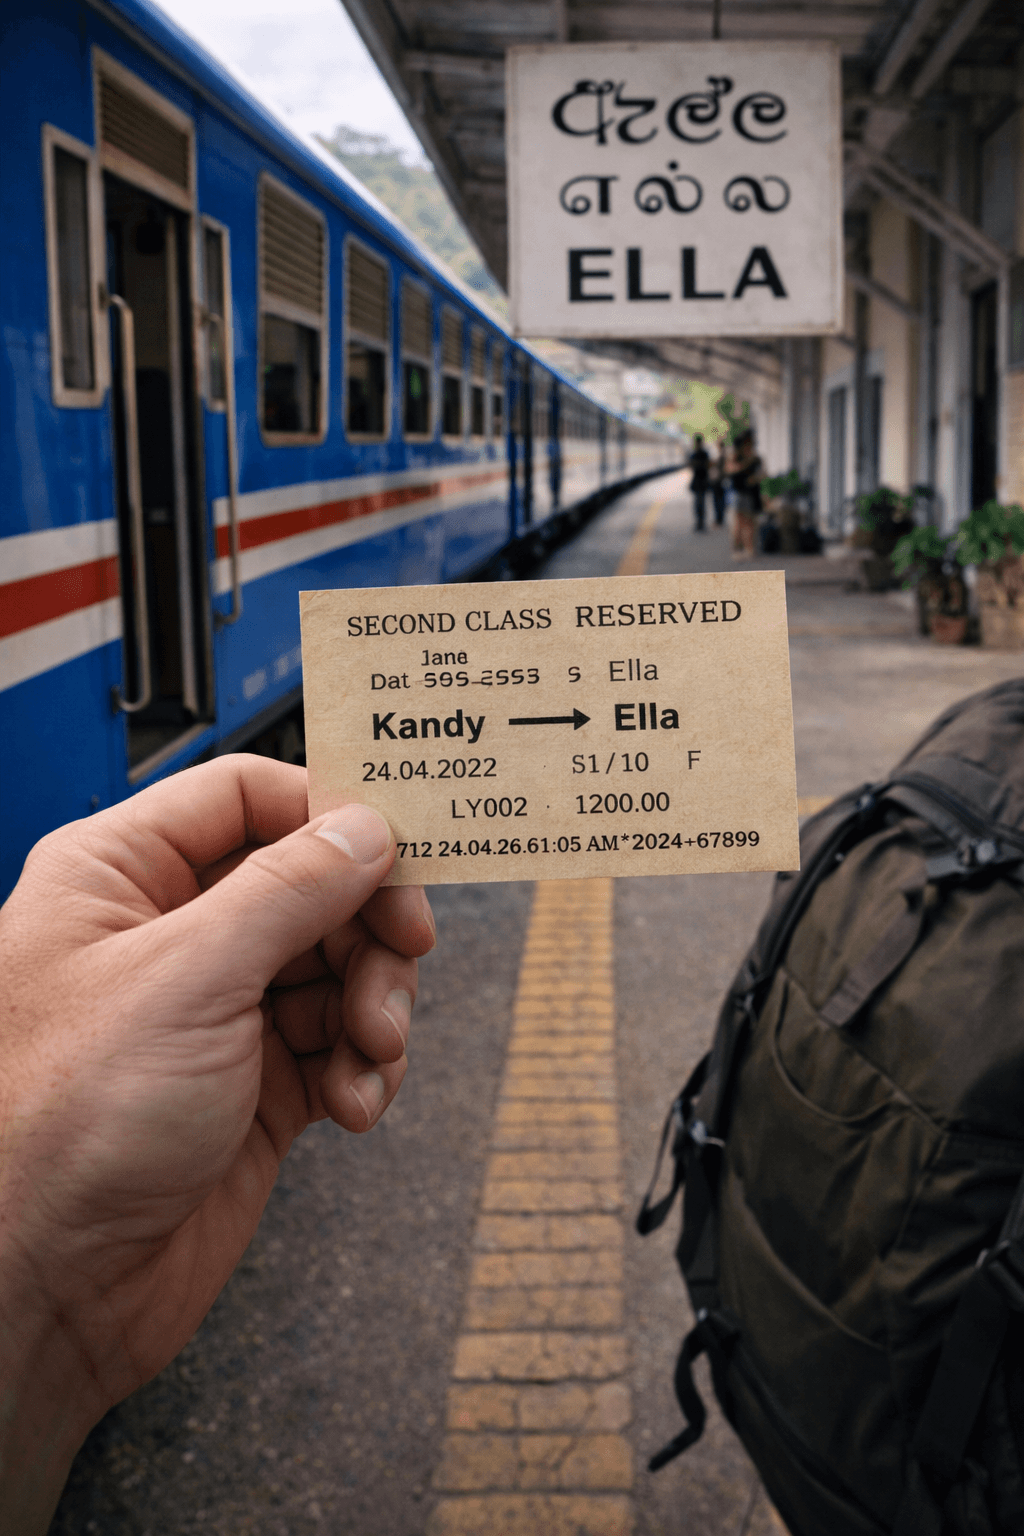 ඇල්ල
எல்ல
ELLA
SECOND CLASS RESERVED
Jana
Dat 595-2553 s Ella
Kandy → Ella
24.04.2022 S1/10 F
LY002 · 1200.00
712 24.04.26.61:05 AM*2024+67899